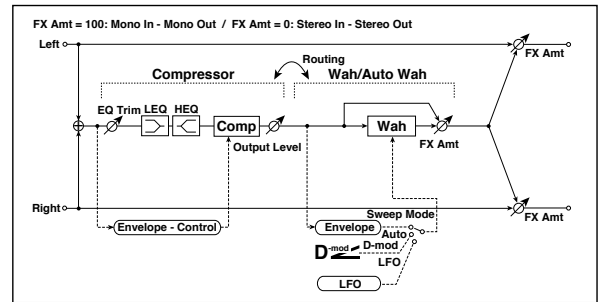 FX Amt = 100: Mono In - Mono Out / FX Amt = 0: Stereo In - Stereo Out
Left
FX Amt
Routing
Compressor
Wah/Auto Wah
EQ Trim
LEQ
HEQ
Comp
Output Level
Wah
FX Amt
Right
FX Amt
Envelope - Control
Envelope
Sweep Mode
Auto
D-mod
D-mod
LFO
LFO